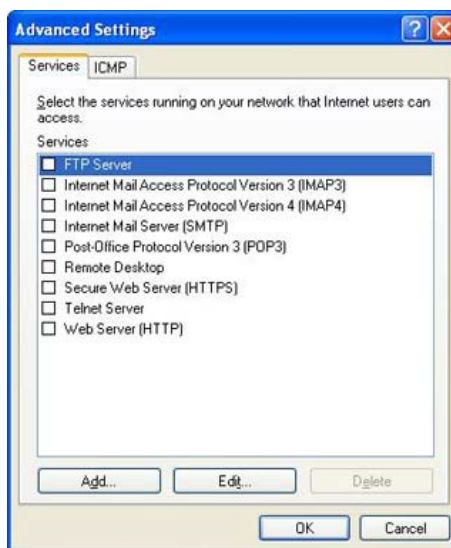 Advanced Settings
Services ICMP
Select the services running on your network that Internet users can
access.
Services
FTP Server
Internet Mail Access Protocol Version 3 (IMAP3)
Internet Mail Access Protocol Version 4 (IMAP4)
Internet Mail Server (SMTP)
Post-Office Protocol Version 3 (POP3)
Remote Desktop
Secure Web Server (HTTPS)
Telnet Server
Web Server (HTTP)
Add... Edit... Delete
OK Cancel